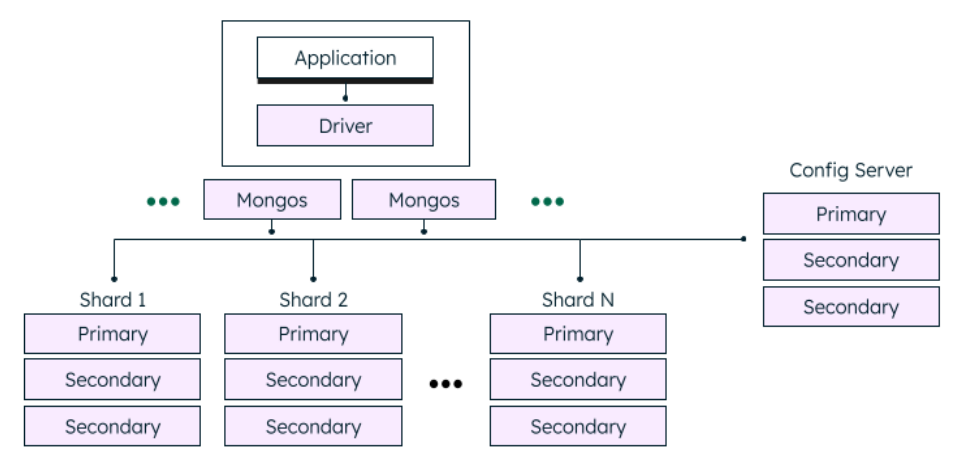 Application
Driver
Mongos
Mongos
Config Server
Primary
Secondary
Secondary
Shard 1
Primary
Secondary
Secondary
Shard 2
Primary
Secondary
Secondary
Shard N
Primary
Secondary
Secondary